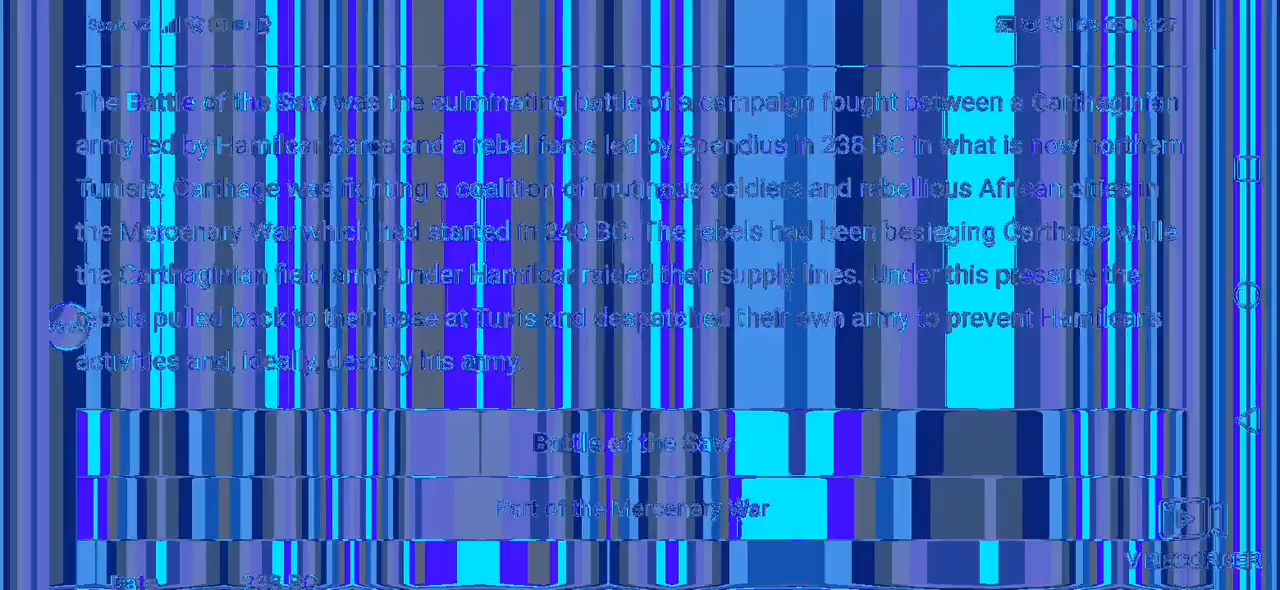 The Battle of the Saw was the culminating battle of a campaign fought between a Carthaginian
army led by Hamilcar Barca and a rebel force led by Spendius in 238 BC in what is now northern
Tunisia. Carthage was fighting a coalition of mutinous soldiers and rebellious African cities in
the Mercenary War which had started in 240 BC. The rebels had been besieging Carthage while
the Carthaginian field army under Hamilcar raided their supply lines. Under this pressure the
rebels pulled back to their base at Tunis and despatched their own army to prevent Hamilcar's
activities and, ideally, destroy his army.
Battle of the Saw
Part of the Mercenary War
V RECORDER
Date 238 BC